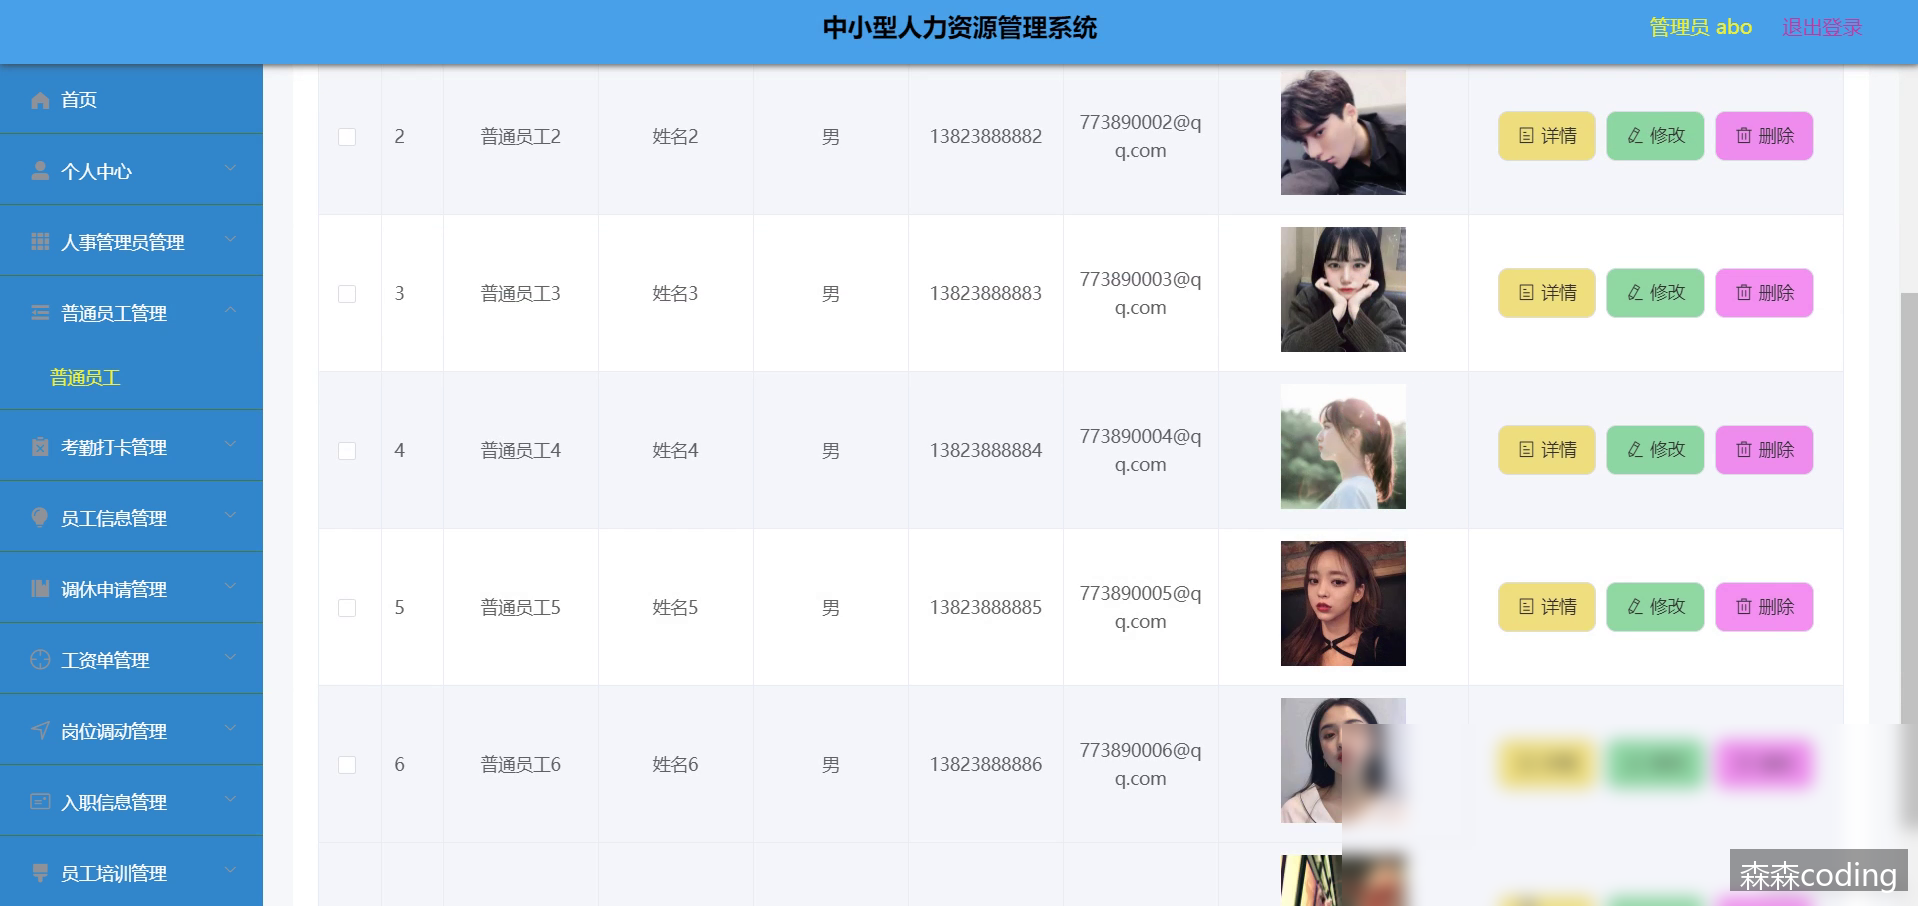 中小型人力资源管理系统
管理员 abo
退出登录
首页
个人中心
人事管理员管理
普通员工管理
普通员工
考勤打卡管理
员工信息管理
调休申请管理
工资单管理
岗位调动管理
入职信息管理
员工培训管理
2 普通员工2 姓名2 男 13823888882 773890002@q
q.com
详情 修改 删除
3 普通员工3 姓名3 男 13823888883 773890003@q
q.com
详情 修改 删除
4 普通员工4 姓名4 男 13823888884 773890004@q
q.com
详情 修改 删除
5 普通员工5 姓名5 男 13823888885 773890005@q
q.com
详情 修改 删除
6 普通员工6 姓名6 男 13823888886 773890006@q
q.com
森森coding